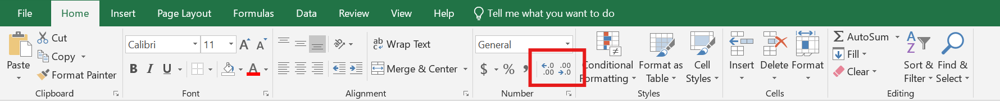 File Home Insert Page Layout Formulas Data Review View Help Tell me what you want to do
Paste
Cut
Copy
Format Painter
Clipboard
Calibri 11 A A
B I U A
Font
ab Wrap Text
c
Merge & Center
Alignment
General
$ % , .0 .00
.00 .0
Number
Conditional
Formatting
Format as
Table
Cell
Styles
Styles
Insert Delete Format
Cells
AutoSum
Fill
Clear
A
Z
Sort &
Filter
Find &
Select
Editing